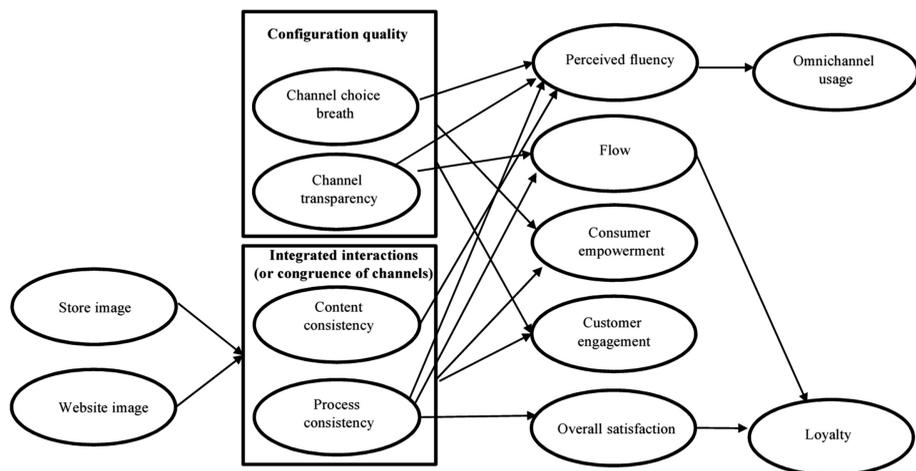 Configuration quality
Channel choice
breath
Channel
transparency
Integrated interactions
(or congruence of channels)
Content
consistency
Process
consistency
Store image
Website image
Perceived fluency
Flow
Consumer
empowerment
Customer
engagement
Overall satisfaction
Omnichannel
usage
Loyalty